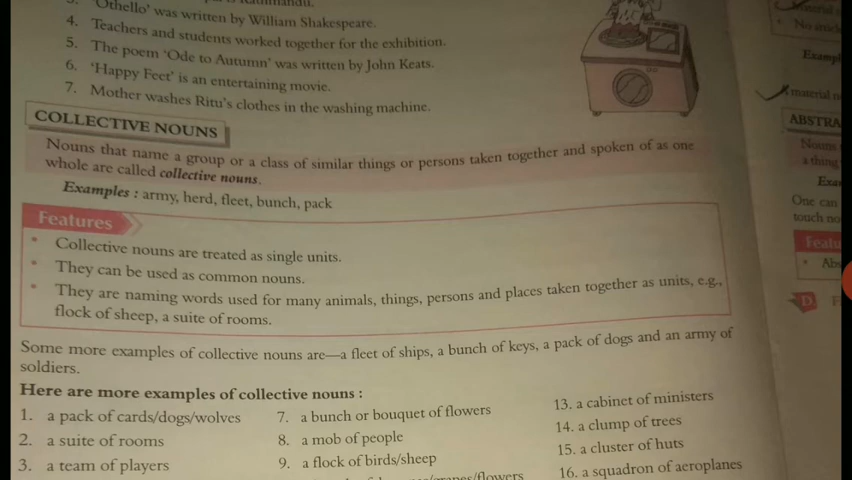 'Othello' was written by William Shakespeare.
4. Teachers and students worked together for the exhibition.
5. The poem 'Ode to Autumn' was written by John Keats.
6. 'Happy Feet' is an entertaining movie.
7. Mother washes Ritu's clothes in the washing machine.
COLLECTIVE NOUNS
Nouns that name a group or a class of similar things or persons taken together and spoken of as one
whole are called collective nouns.
Examples : army, herd, fleet, bunch, pack
Features
• Collective nouns are treated as single units.
• They can be used as common nouns.
• They are naming words used for many animals, things, persons and places taken together as units, e.g.,
flock of sheep, a suite of rooms.
Some more examples of collective nouns are—a fleet of ships, a bunch of keys, a pack of dogs and an army of
soldiers.
Here are more examples of collective nouns :
1. a pack of cards/dogs/wolves
2. a suite of rooms
3. a team of players
7. a bunch or bouquet of flowers
8. a mob of people
9. a flock of birds/sheep
13. a cabinet of ministers
14. a clump of trees
15. a cluster of huts
16. a squadron of aeroplanes
material
• No
material
Nouns
a thing
One can
touch no
D